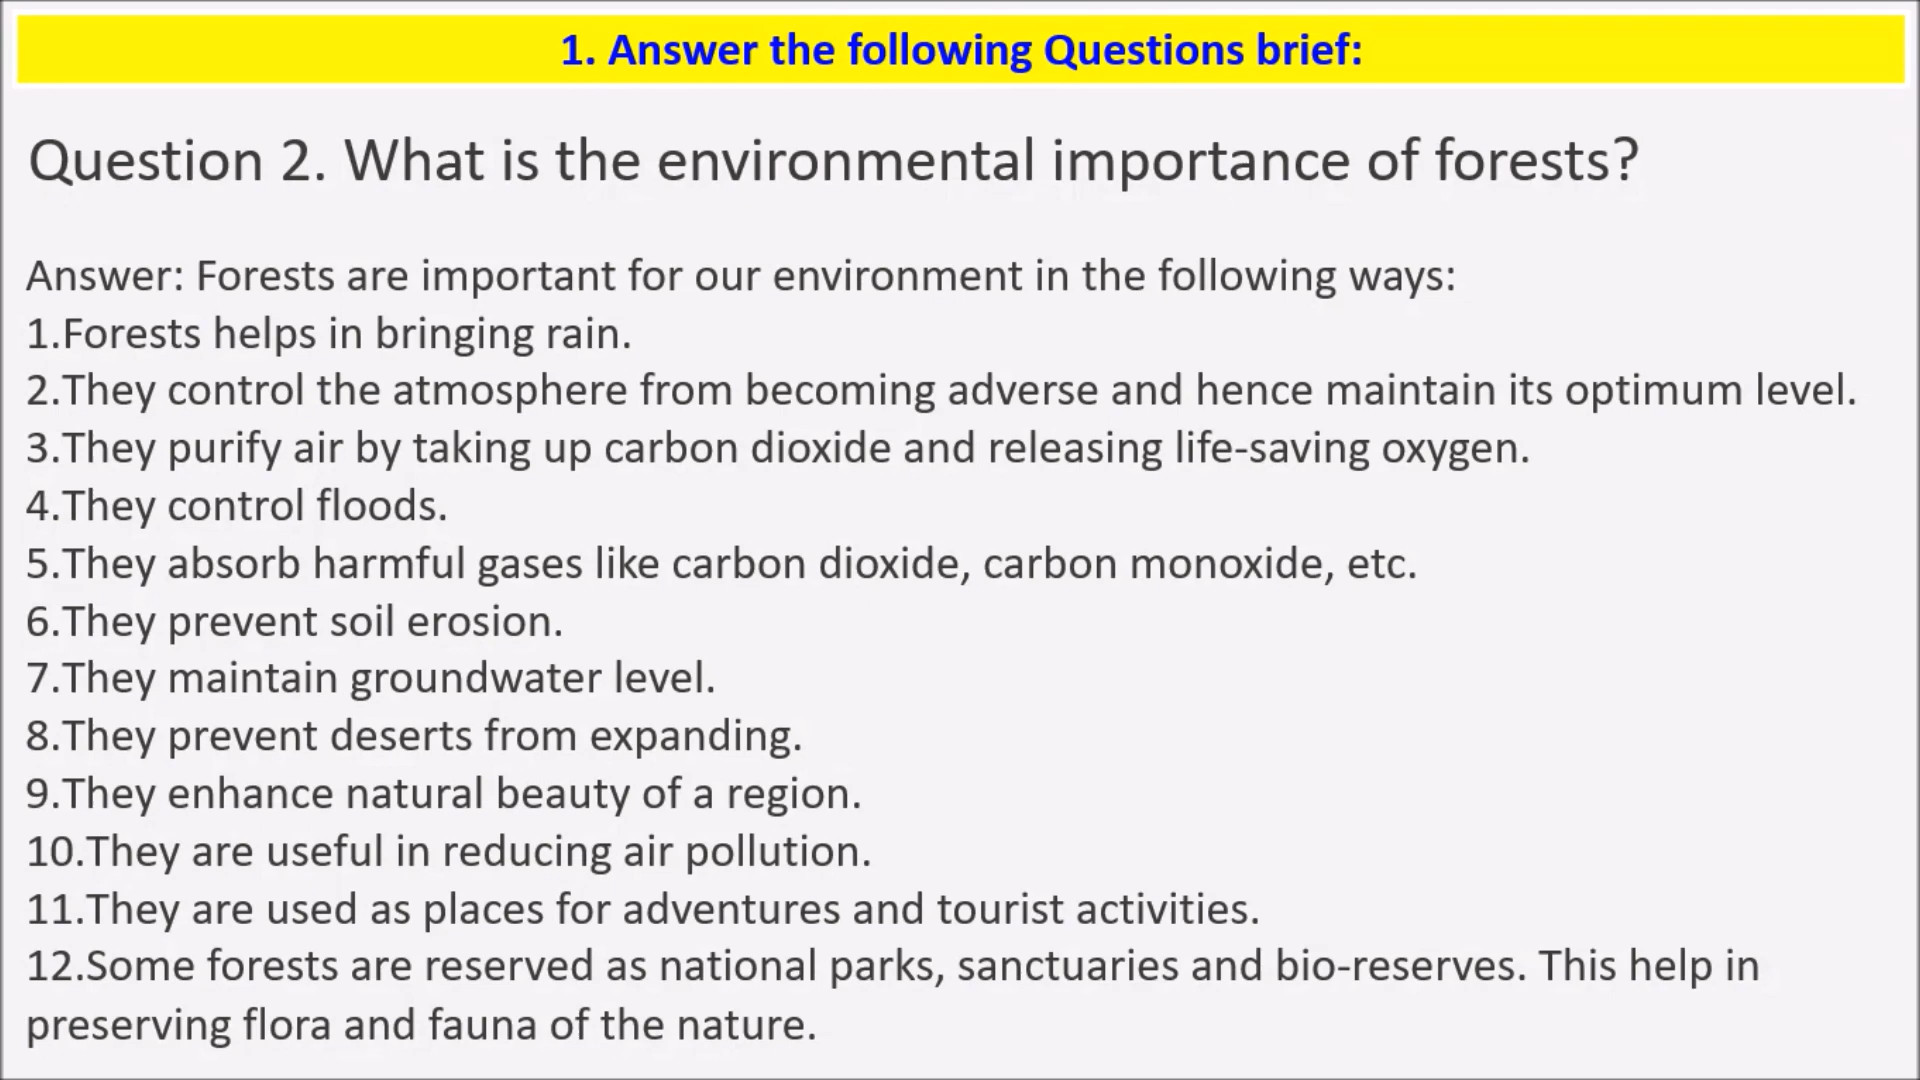 1. Answer the following Questions brief:
Question 2. What is the environmental importance of forests?
Answer: Forests are important for our environment in the following ways:
1.Forests helps in bringing rain.
2.They control the atmosphere from becoming adverse and hence maintain its optimum level.
3.They purify air by taking up carbon dioxide and releasing life-saving oxygen.
4.They control floods.
5.They absorb harmful gases like carbon dioxide, carbon monoxide, etc.
6.They prevent soil erosion.
7.They maintain groundwater level.
8.They prevent deserts from expanding.
9.They enhance natural beauty of a region.
10.They are useful in reducing air pollution.
11.They are used as places for adventures and tourist activities.
12.Some forests are reserved as national parks, sanctuaries and bio-reserves. This help in
preserving flora and fauna of the nature.